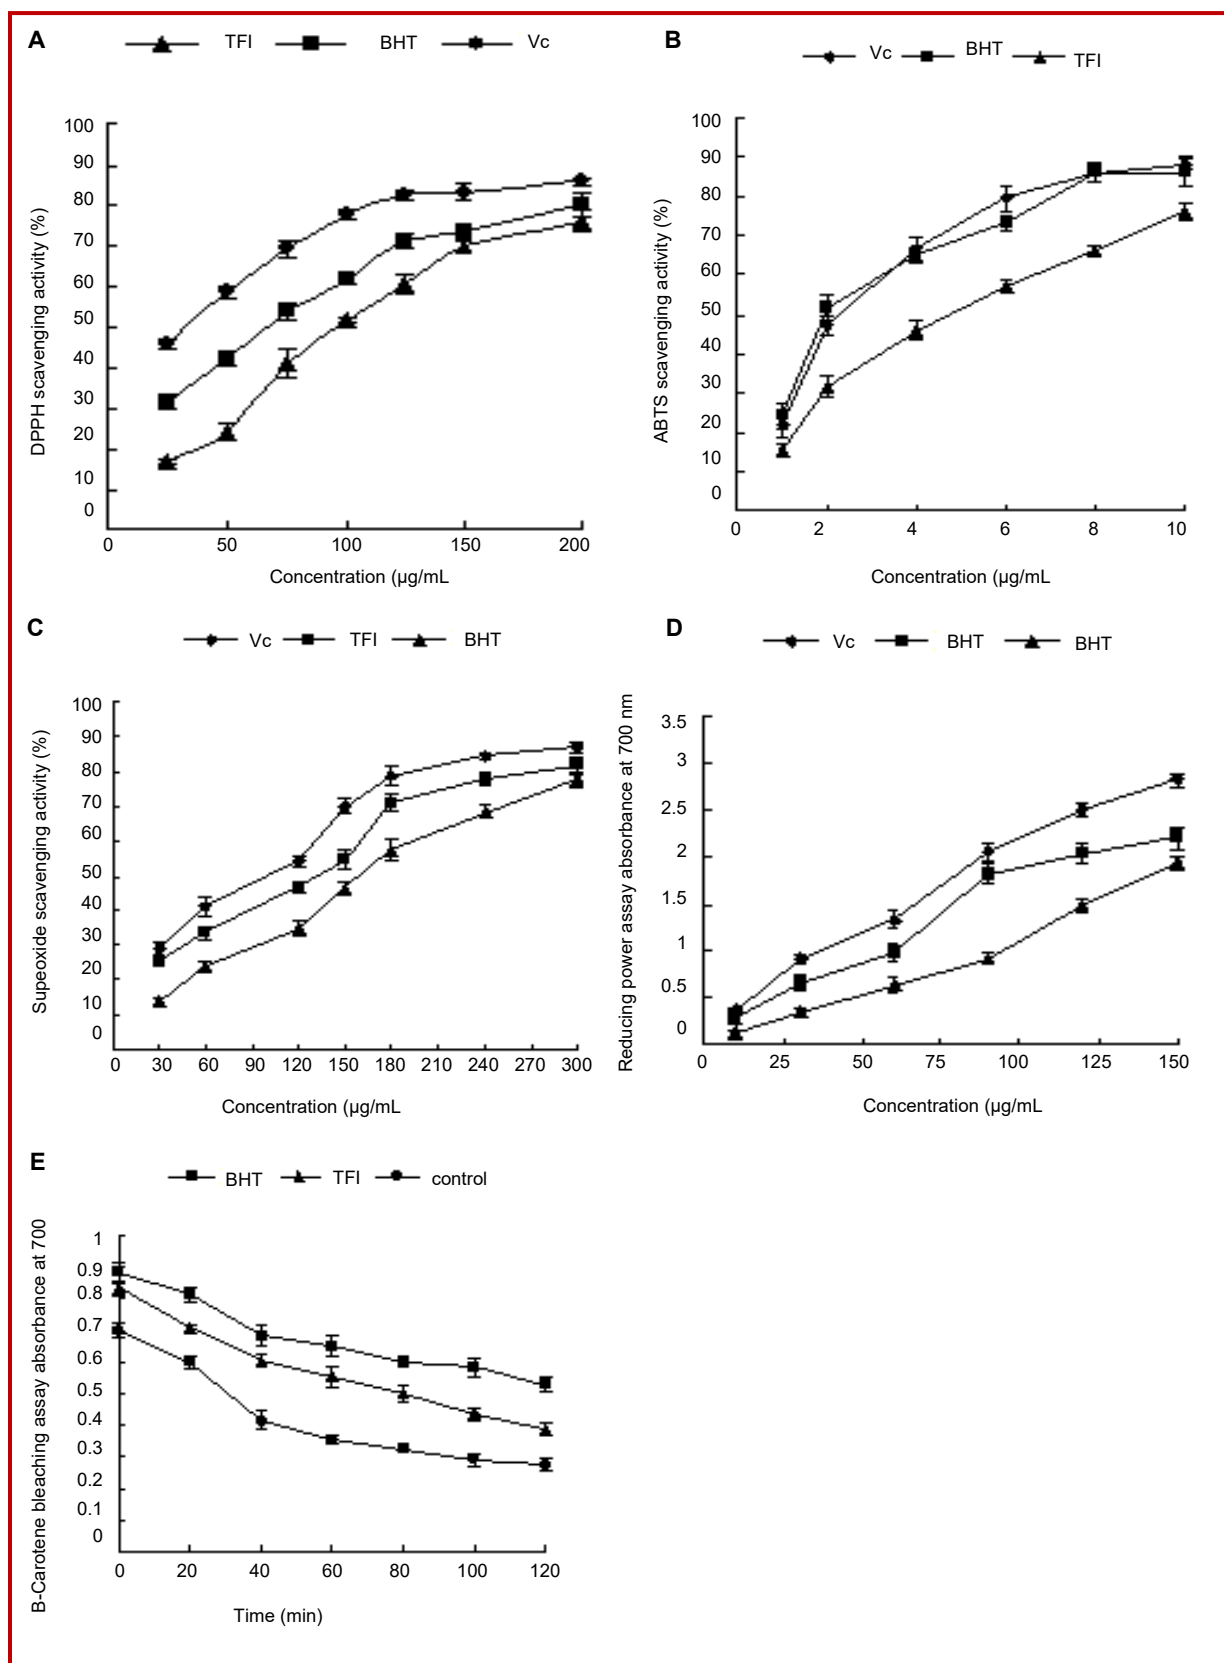 A
TFI BHT Vc
DPPH scavenging activity (%)
100
90
80
70
60
50
40
30
20
10
0
0 50 100 150 200
Concentration (µg/mL
B
Vc BHT TFI
ABTS scavenging activity (%)
100
90
80
70
60
50
40
30
20
10
0
0 2 4 6 8 10
Concentration (µg/mL
C
Vc TFI BHT
Supeoxide scavenging activity (%)
100
90
80
70
60
50
40
30
20
10
0
0 30 60 90 120 150 180 210 240 270 300
Concentration (µg/mL
D
Vc BHT BHT
Reducing power assay absorbance at 700 nm
3.5
3
2.5
2
1.5
1
0.5
0
0 25 50 75 100 125 150
Concentration (µg/mL
E
BHT TFI control
B-Carotene bleaching assay absorbance at 700
1
0.9
0.8
0.7
0.6
0.5
0.4
0.3
0.2
0.1
0
0 20 40 60 80 100 120
Time (min)